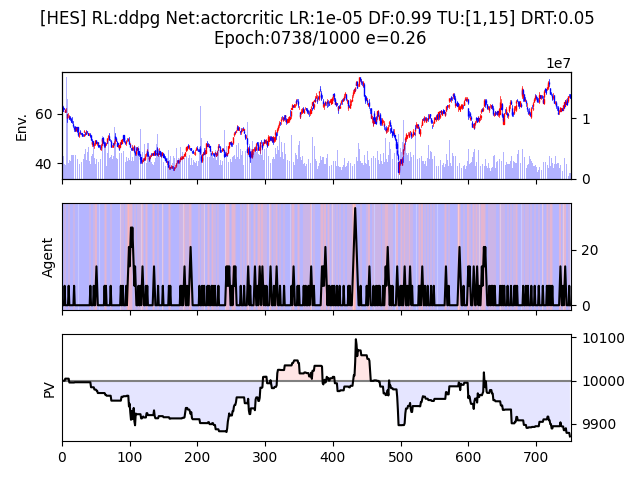 [HES] RL:ddpg Net:actorcritic LR:1e-05 DF:0.99 TU:[1,15] DRT:0.05
Epoch:0738/1000 e=0.26
1e7
Env.
60
40
1
0
Agent
20
0
PV
10100
10000
9900
0 100 200 300 400 500 600 700